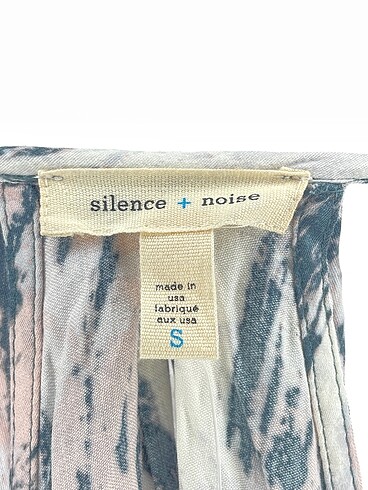 silence + noise
made in
usa
fabriqué
aux usa
S